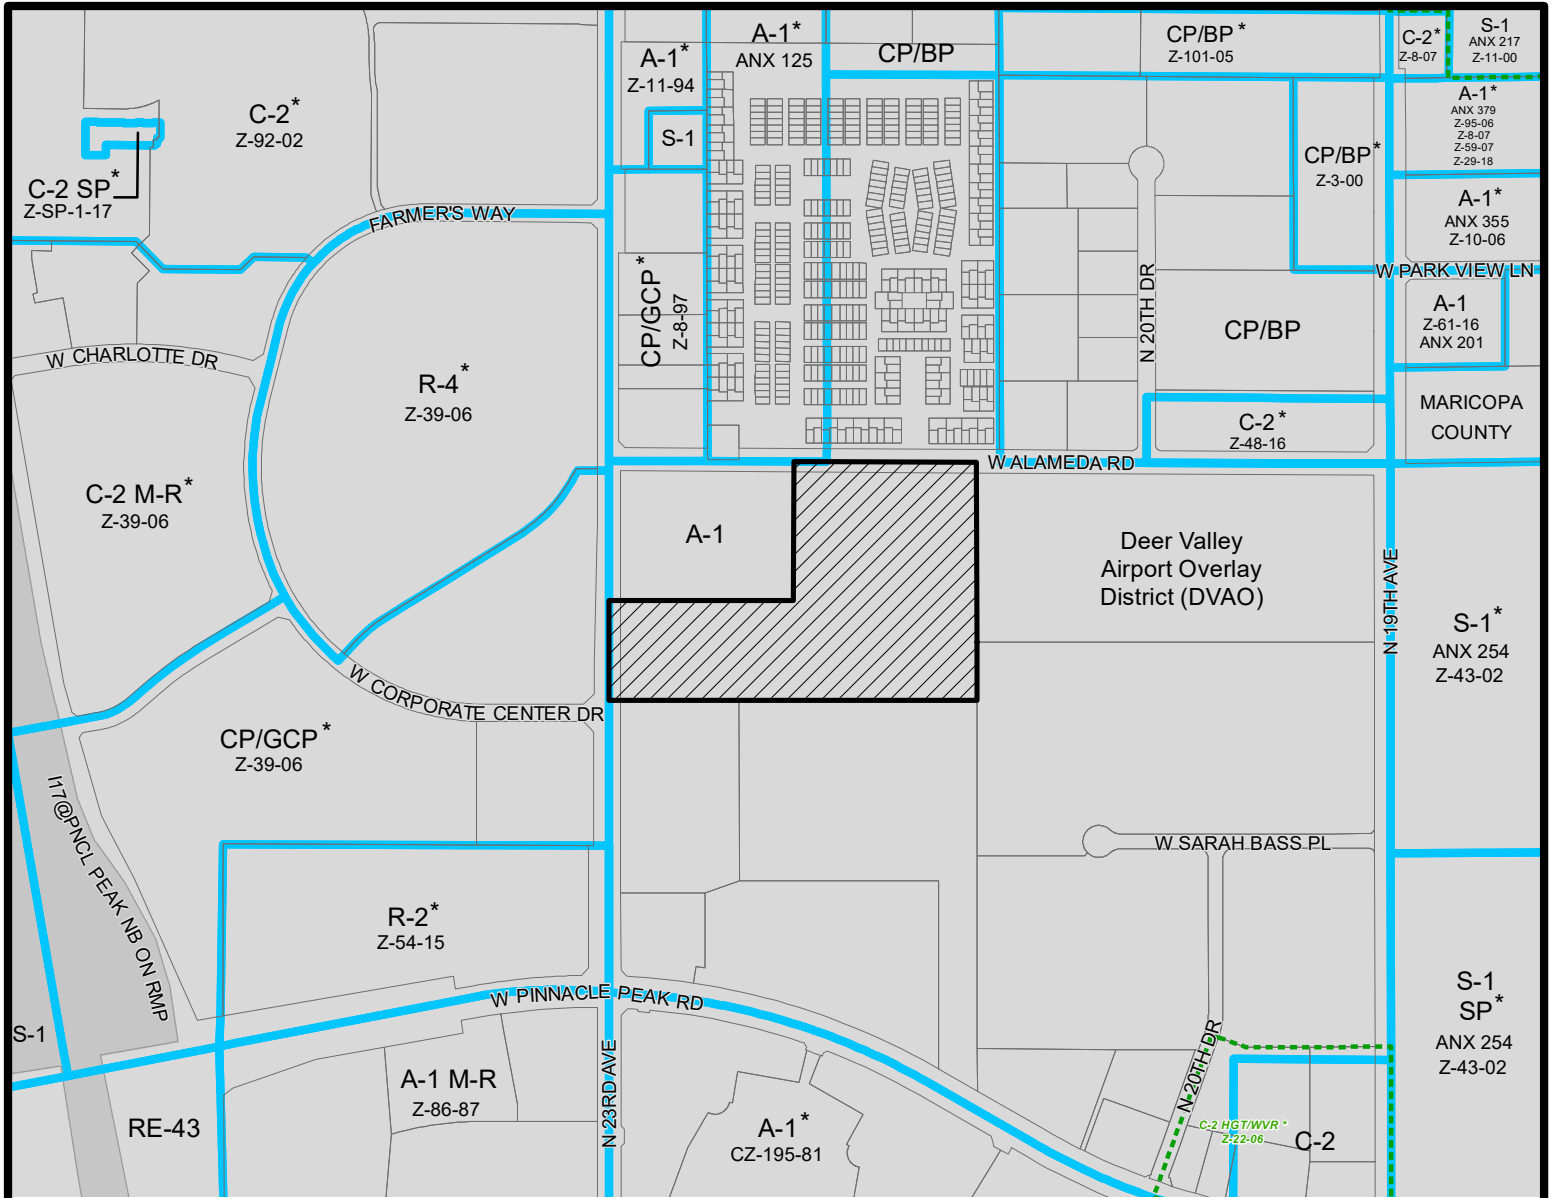 A-1*
ANX 125
CP/BP
CP/BP*
Z-101-05
C-2*
Z-8-07
S-1
ANX 217
Z-11-00
A-1*
Z-11-94
S-1
C-2*
Z-92-02
C-2 SP*
Z-SP-1-17
A-1*
ANX 379
Z-95-06
Z-8-07
Z-59-07
Z-29-18
CP/BP*
Z-3-00
A-1*
ANX 355
Z-10-06
FARMER'S WAY
W PARK VIEW LN
CP/GCP*
Z-8-97
N 20TH DR
CP/BP
A-1
Z-61-16
ANX 201
W CHARLOTTE DR
R-4*
Z-39-06
C-2*
Z-48-16
MARICOPA
COUNTY
W ALAMEDA RD
C-2 M-R*
Z-39-06
A-1
Deer Valley
Airport Overlay
District (DVAO)
N 19TH AVE
S-1*
ANX 254
Z-43-02
W CORPORATE CENTER DR
CP/GCP*
Z-39-06
I17@PNCL PEAK NB ON RMP
W SARAH BASS PL
R-2*
Z-54-15
W PINNACLE PEAK RD
S-1
SP*
ANX 254
Z-43-02
S-1
N 23RD AVE
N 20TH DR
A-1 M-R
Z-86-87
RE-43
A-1*
CZ-195-81
C-2 HGT/WVR *
Z-22-06
C-2